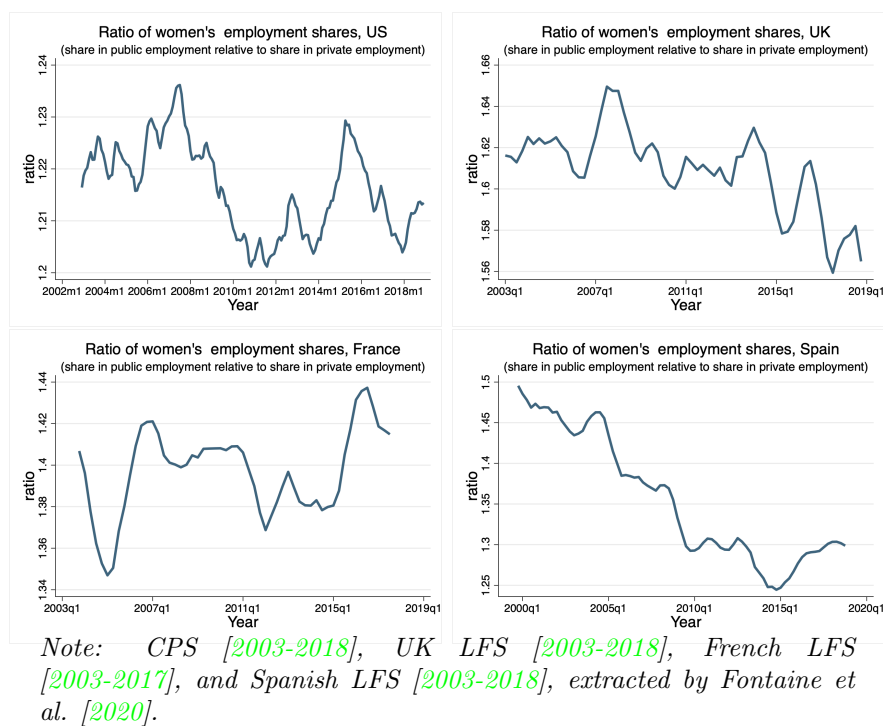 Ratio of women's employment shares, US
(share in public employment relative to share in private employment)
1.24
1.23
1.22
1.21
1.2
ratio
2002m1 2004m1 2006m1 2008m1 2010m1 2012m1 2014m1 2016m1 2018m1
Year
Ratio of women's employment shares, UK
(share in public employment relative to share in private employment)
1.66
1.64
1.62
1.6
1.58
1.56
ratio
2003q1 2007q1 2011q1 2015q1 2019q1
Year
Ratio of women's employment shares, France
(share in public employment relative to share in private employment)
1.44
1.42
1.4
1.38
1.36
1.34
ratio
2003q1 2007q1 2011q1 2015q1 2019q1
Year
Ratio of women's employment shares, Spain
(share in public employment relative to share in private employment)
1.5
1.45
1.4
1.35
1.3
1.25
ratio
2000q1 2005q1 2010q1 2015q1 2020q1
Year
Note: CPS [2003-2018], UK LFS [2003-2018], French LFS
[2003-2017], and Spanish LFS [2003-2018], extracted by Fontaine et
al. [2020].